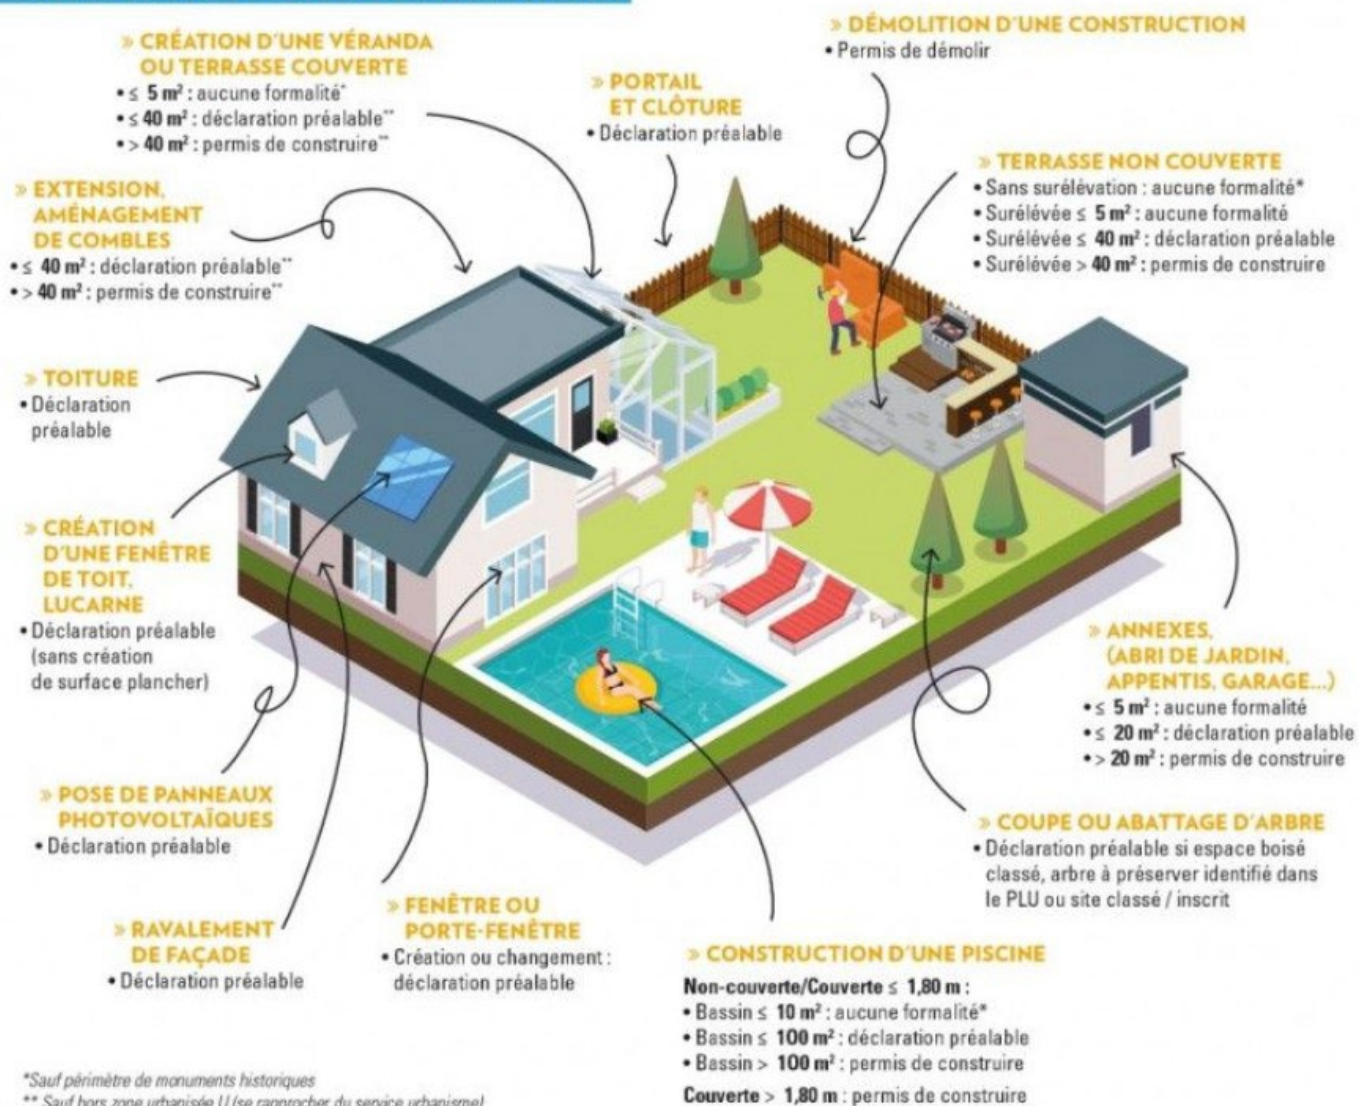 » CRÉATION D'UNE VÉRANDA
OU TERRASSE COUVERTE
• ≤ 5 m² : aucune formalité*
• ≤ 40 m² : déclaration préalable**
• > 40 m² : permis de construire**
» EXTENSION,
AMÉNAGEMENT
DE COMBLES
• ≤ 40 m² : déclaration préalable**
• > 40 m² : permis de construire**
» TOITURE
• Déclaration
préalable
» CRÉATION
D'UNE FENÊTRE
DE TOIT,
LUCARNE
• Déclaration préalable
(sans création
de surface plancher)
» POSE DE PANNEAUX
PHOTOVOLTAÏQUES
• Déclaration préalable
» RAVALEMENT
DE FAÇADE
• Déclaration préalable
» FENÊTRE OU
PORTE-FENÊTRE
• Création ou changement :
déclaration préalable
» PORTAIL
ET CLÔTURE
• Déclaration préalable
» DÉMOLITION D'UNE CONSTRUCTION
• Permis de démolir
» TERRASSE NON COUVERTE
• Sans surélévation : aucune formalité*
• Surélévée ≤ 5 m² : aucune formalité
• Surélévée ≤ 40 m² : déclaration préalable
• Surélévée > 40 m² : permis de construire
» ANNEXES,
(ABRI DE JARDIN,
APPENTIS, GARAGE...)
• ≤ 5 m² : aucune formalité
• ≤ 20 m² : déclaration préalable
• > 20 m² : permis de construire
» COUPE OU ABATTAGE D'ARBRE
• Déclaration préalable si espace boisé
classé, arbre à préserver identifié dans
le PLU ou site classé / inscrit
» CONSTRUCTION D'UNE PISCINE
Non-couverte/Couverte ≤ 1,80 m :
• Bassin ≤ 10 m² : aucune formalité*
• Bassin ≤ 100 m² : déclaration préalable
• Bassin > 100 m² : permis de construire
Couverte > 1,80 m : permis de construire
*Sauf périmètre de monuments historiques
** Sauf hors zone urbanisée U (se rapprocher du service urbanisme)